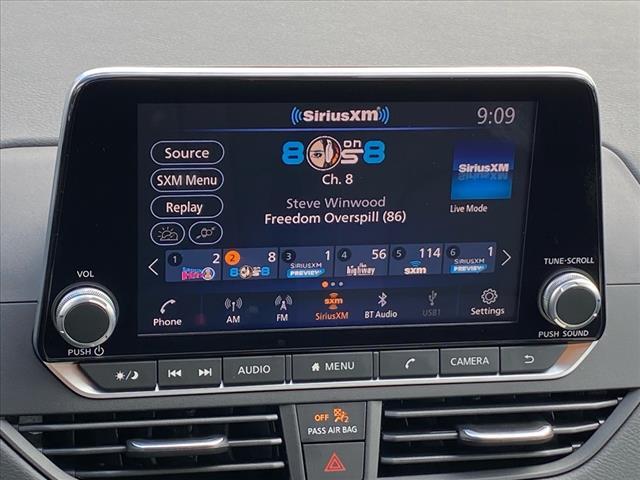 ((SiriusXM))
9:09
8 on 80s 8
Source
SXM Menu
Replay
Ch. 8
Steve Winwood
Freedom Overspill (86)
SiriusXM
Live Mode
1 2
2 8
3 1
4 56
5 114
6 1
SIRIUSXM PREVIEW
the highway
sxm
SIRIUSXM PREVIEW
Phone
AM
FM
SiriusXM
BT Audio
USB1
Settings
VOL
PUSH
TUNE·SCROLL
PUSH SOUND
AUDIO
MENU
CAMERA
OFF
PASS AIR BAG